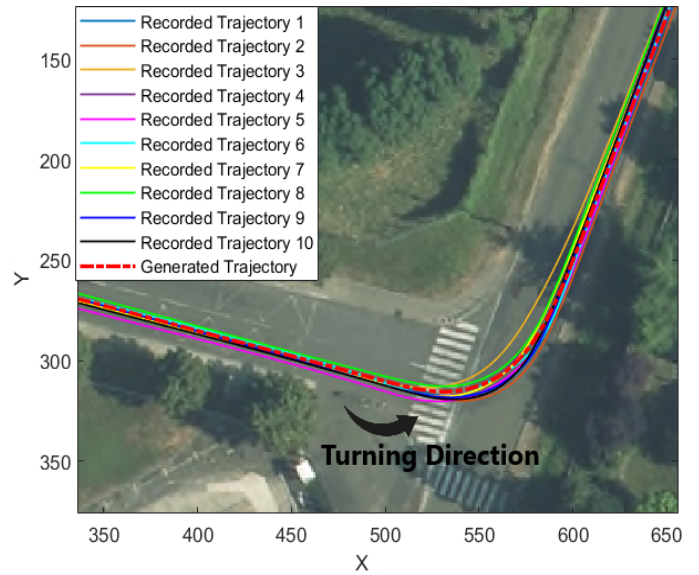 Recorded Trajectory 1
Recorded Trajectory 2
Recorded Trajectory 3
Recorded Trajectory 4
Recorded Trajectory 5
Recorded Trajectory 6
Recorded Trajectory 7
Recorded Trajectory 8
Recorded Trajectory 9
Recorded Trajectory 10
Generated Trajectory
150
200
250
300
350
Y
Turning Direction
350 400 450 500 550 600 650
X